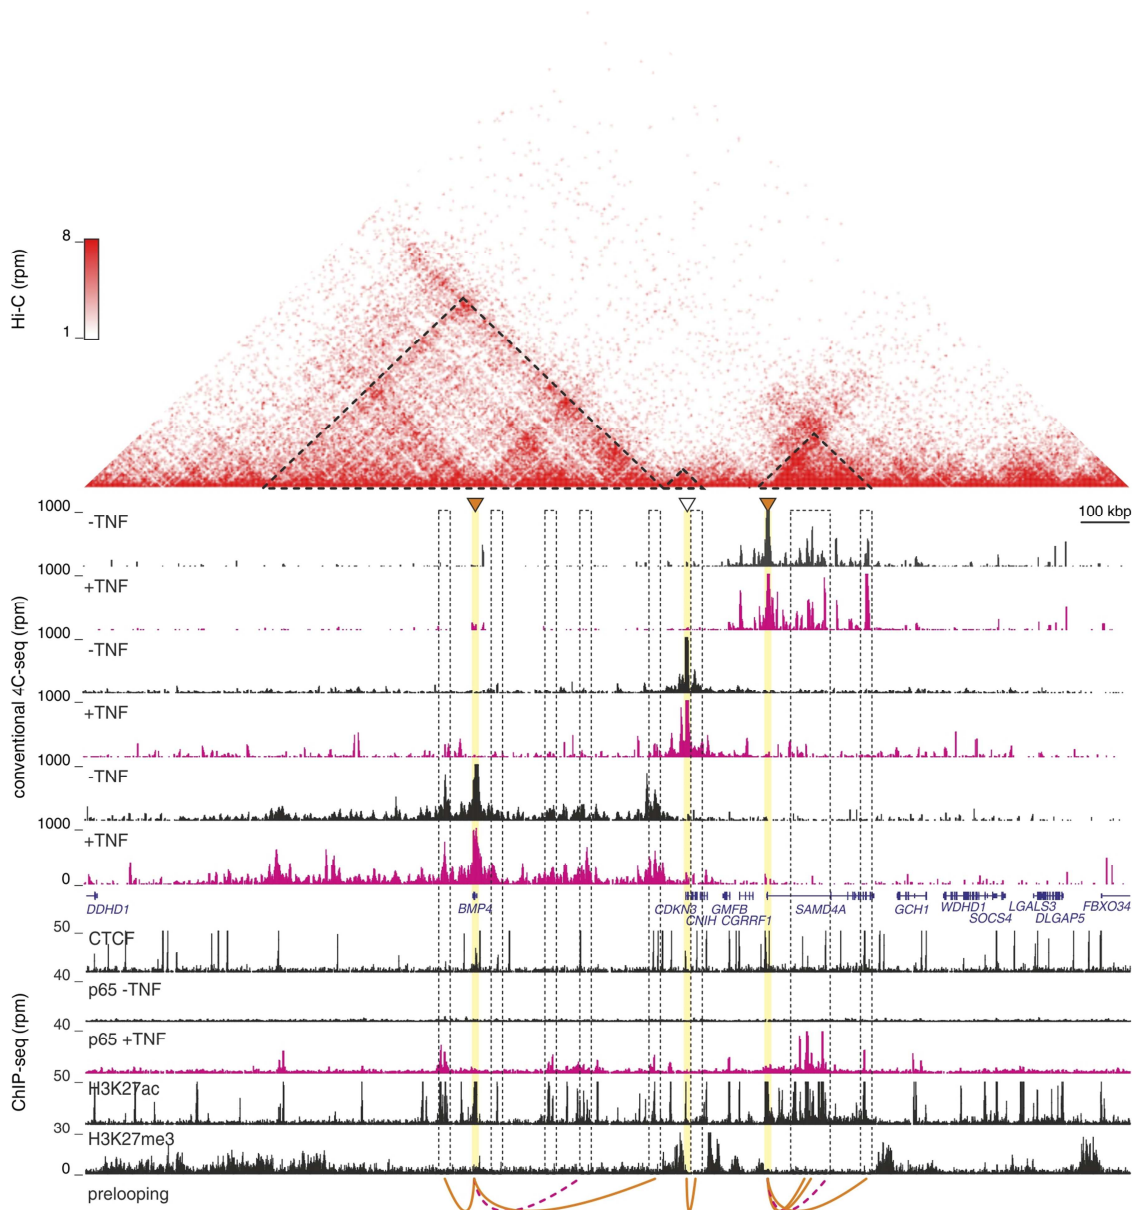 8
Hi-C (rpm)
1
1000
-TNF
100 kbp
1000
+TNF
1000
-TNF
conventional 4C-seq (rpm)
1000
+TNF
1000
-TNF
1000
+TNF
0
DDHD1 BMP4 CDKN3 GMFB SAMD4A GCH1 WDHD1 LGALS3 FBXO34
CNIH CGRRF1 SOCS4 DLGAP5
50
CTCF
40
p65 -TNF
40
p65 +TNF
ChIP-seq (rpm)
50
H3K27ac
30
H3K27me3
0
prelooping